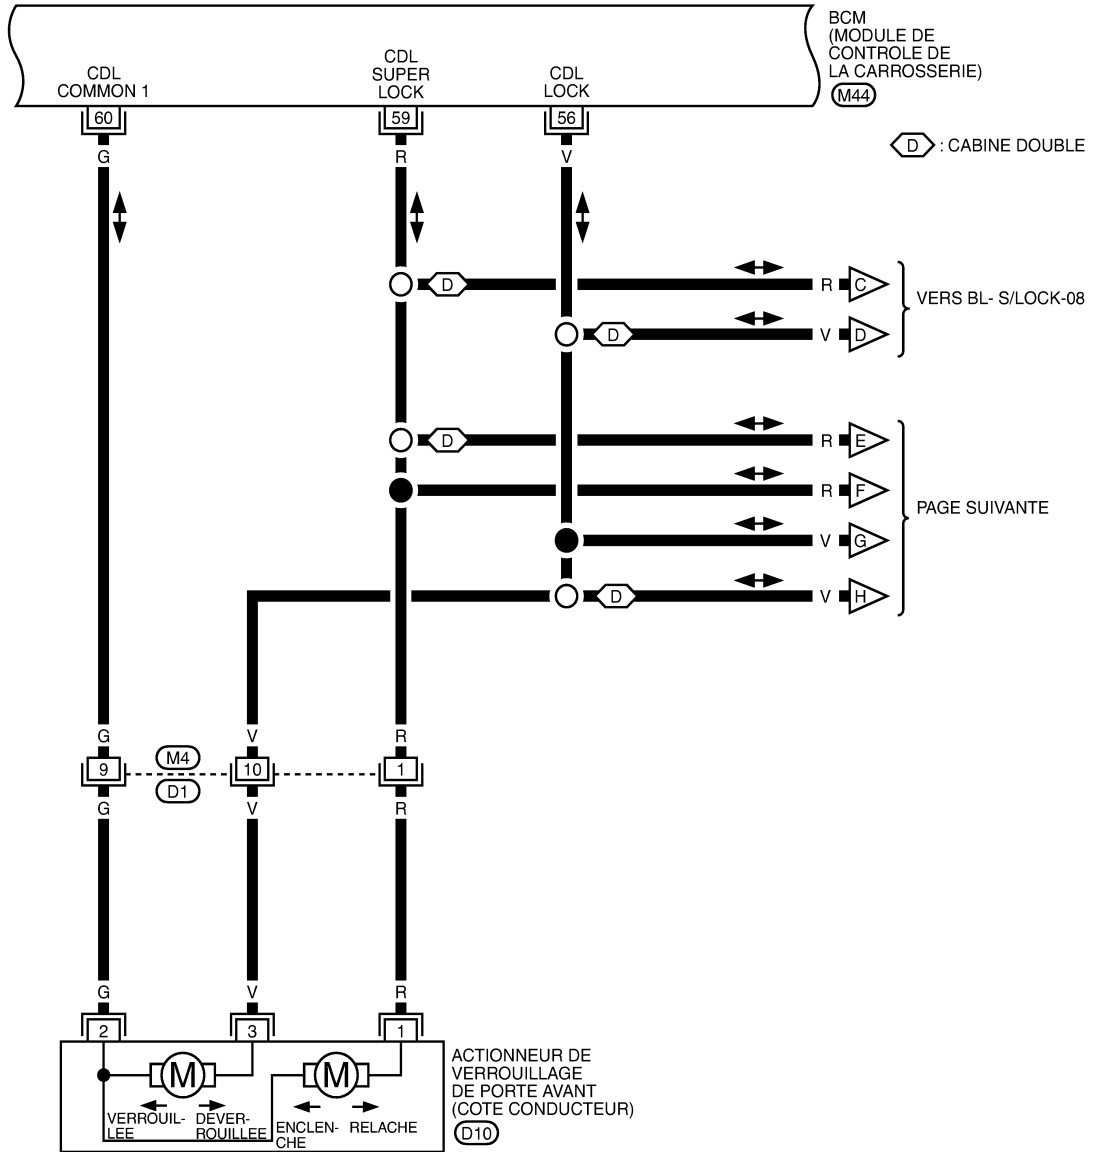 BCM
(MODULE DE
CONTROLE DE
LA CARROSSERIE)
M44
CDL
COMMON 1
CDL
SUPER
LOCK
CDL
LOCK
60
59
56
G
R
V
D : CABINE DOUBLE
D
R
C
VERS BL- S/LOCK-08
D
V
D
D
R
E
R
F
PAGE SUIVANTE
V
G
D
V
H
G
V
R
M4
9
10
1
D1
G
V
R
G
V
R
2
3
1
M
M
VERROUIL-
LEE
DEVER-
ROUILLEE
ENCLEN-
CHE
RELACHE
ACTIONNEUR DE
VERROUILLAGE
DE PORTE AVANT
(COTE CONDUCTEUR)
D10